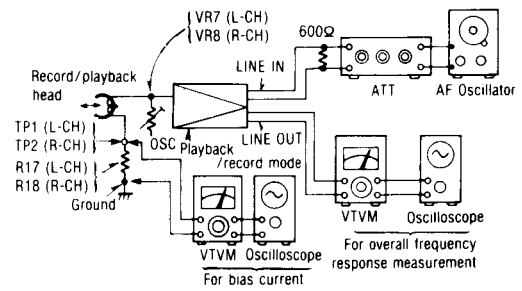 VR7 (L-CH)
VR8 (R-CH)
600Ω
LINE IN
ATT
AF Oscillator
Record/playback
head
TP1 (L-CH)
TP2 (R-CH)
R17 (L-CH)
R18 (R-CH)
Ground
OSC
Playback
/record mode
LINE OUT
VTVM
Oscilloscope
For bias current
VTVM
Oscilloscope
For overall frequency
response measurement